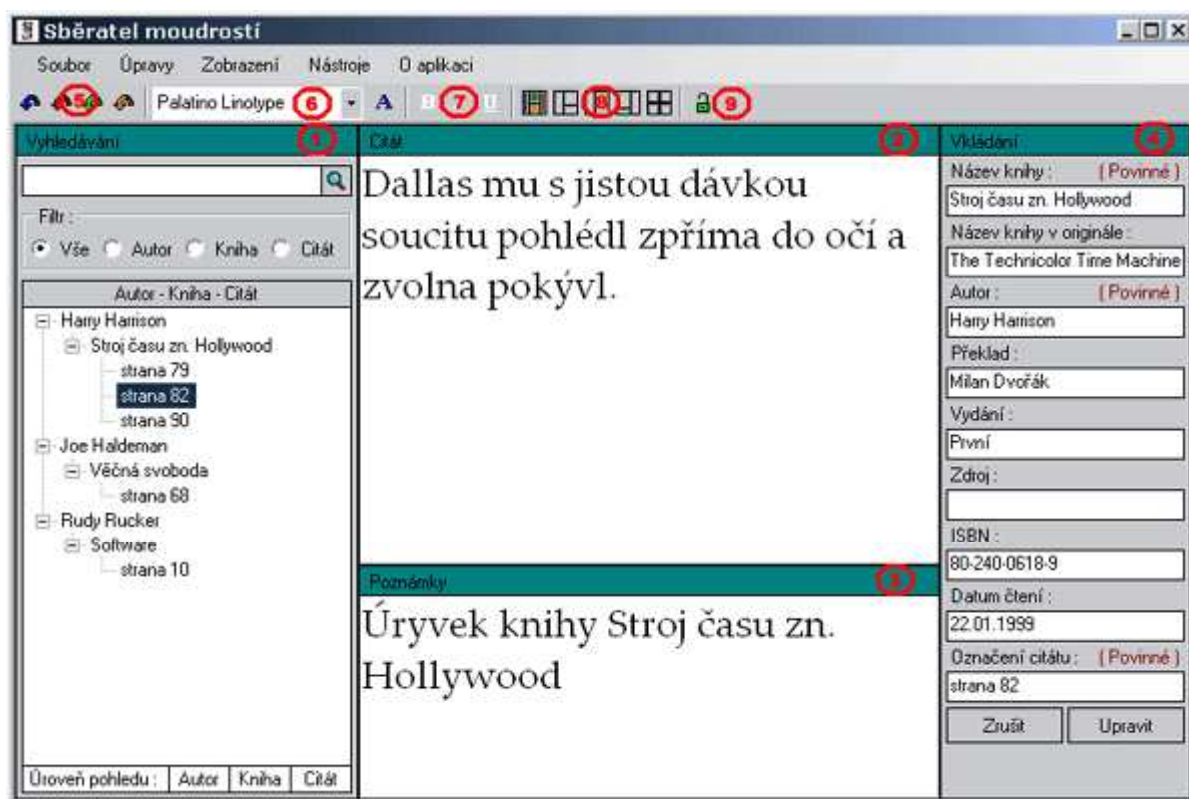 Sběratel moudrostí
Soubor Úpravy Zobrazení Nástroje O aplikaci
5 Palatino Linotype 6 A 7 U 8 9
Vyhledávání 1
Filtr :
Vše Autor Kniha Citát
Autor - Kniha - Citát
Harry Harrison
Stroj času zn. Hollywood
strana 79
strana 82
strana 90
Joe Haldeman
Věčná svoboda
strana 68
Rudy Rucker
Software
strana 10
Úroveň pohledu : Autor Kniha Citát
Citát
Dallas mu s jistou dávkou
soucitu pohlédl zpříma do očí a
zvolna pokývl.
Poznámky
Úryvek knihy Stroj času zn.
Hollywood
Vkládání 4
Název knihy : ( Povinné )
Stroj času zn. Hollywood
Název knihy v originále :
The Technicolor Time Machine
Autor : ( Povinné )
Harry Harrison
Překlad :
Milan Dvořák
Vydání :
První
Zdroj :
ISBN :
80-240-0618-9
Datum čtení :
22.01.1999
Označení citátu : ( Povinné )
strana 82
Zrušit Upravit